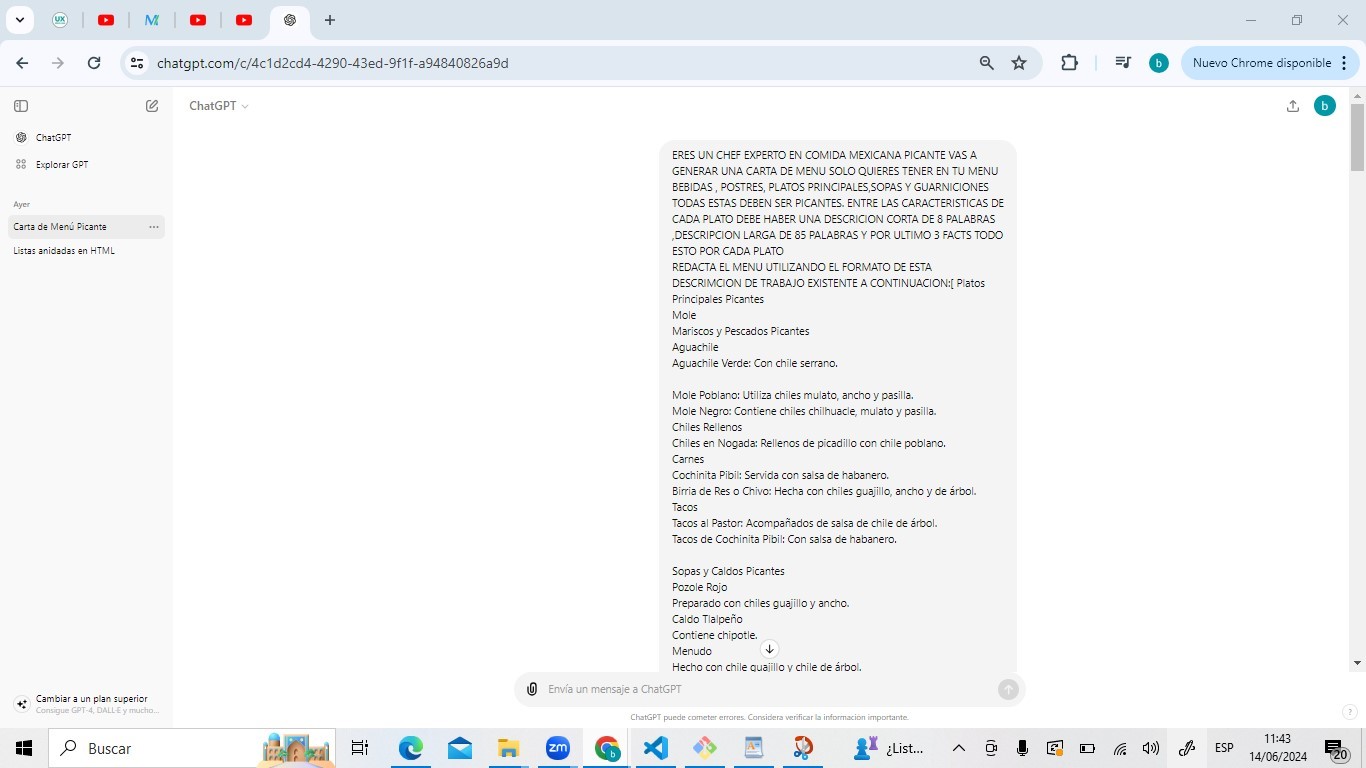 chatgpt.com/c/4c1d2cd4-4290-43ed-9f1f-a94840826a9d
b
Nuevo Chrome disponible
ChatGPT
b
ChatGPT
Explorar GPT
Ayer
Carta de Menú Picante
Listas anidadas en HTML
ERES UN CHEF EXPERTO EN COMIDA MEXICANA PICANTE VAS A
GENERAR UNA CARTA DE MENU SOLO QUIERES TENER EN TU MENU
BEBIDAS , POSTRES, PLATOS PRINCIPALES,SOPAS Y GUARNICIONES
TODAS ESTAS DEBEN SER PICANTES. ENTRE LAS CARACTERISTICAS DE
CADA PLATO DEBE HABER UNA DESCRICION CORTA DE 8 PALABRAS
,DESCRIPCION LARGA DE 85 PALABRAS Y POR ULTIMO 3 FACTS TODO
ESTO POR CADA PLATO
REDACTA EL MENU UTILIZANDO EL FORMATO DE ESTA
DESCRIMCION DE TRABAJO EXISTENTE A CONTINUACION:[ Platos
Principales Picantes
Mole
Mariscos y Pescados Picantes
Aguachile
Aguachile Verde: Con chile serrano.
Mole Poblano: Utiliza chiles mulato, ancho y pasilla.
Mole Negro: Contiene chiles chilhuacle, mulato y pasilla.
Chiles Rellenos
Chiles en Nogada: Rellenos de picadillo con chile poblano.
Carnes
Cochinita Pibil: Servida con salsa de habanero.
Birria de Res o Chivo: Hecha con chiles guajillo, ancho y de árbol.
Tacos
Tacos al Pastor: Acompañados de salsa de chile de árbol.
Tacos de Cochinita Pibil: Con salsa de habanero.
Sopas y Caldos Picantes
Pozole Rojo
Preparado con chiles guajillo y ancho.
Caldo Tlalpeño
Contiene chipotle.
Menudo
Hecho con chile guajillo y chile de árbol.
Cambiar a un plan superior
Consigue GPT-4, DALL·E y mucho...
Envía un mensaje a ChatGPT
ChatGPT puede cometer errores. Considera verificar la información importante.
?
Buscar
zm
¿List...
ESP
11:43
14/06/2024
20